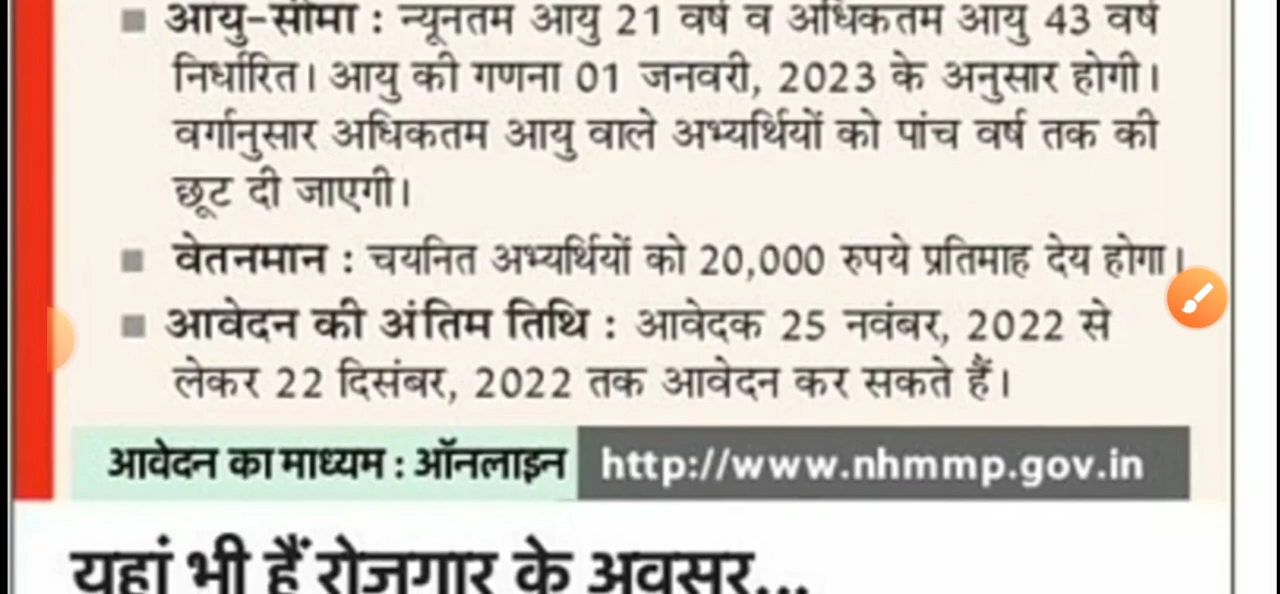 ■ आयु-सीमा : न्यूनतम आयु 21 वर्ष व अधिकतम आयु 43 वर्ष
निर्धारित। आयु की गणना 01 जनवरी, 2023 के अनुसार होगी।
वर्गानुसार अधिकतम आयु वाले अभ्यर्थियों को पांच वर्ष तक की
छूट दी जाएगी।
■ वेतनमान : चयनित अभ्यर्थियों को 20,000 रुपये प्रतिमाह देय होगा।
■ आवेदन की अंतिम तिथि : आवेदक 25 नवंबर, 2022 से
लेकर 22 दिसंबर, 2022 तक आवेदन कर सकते हैं।
आवेदन का माध्यम : ऑनलाइन http://www.nhmmp.gov.in
यहां भी हैं रोजगार के अवसर...